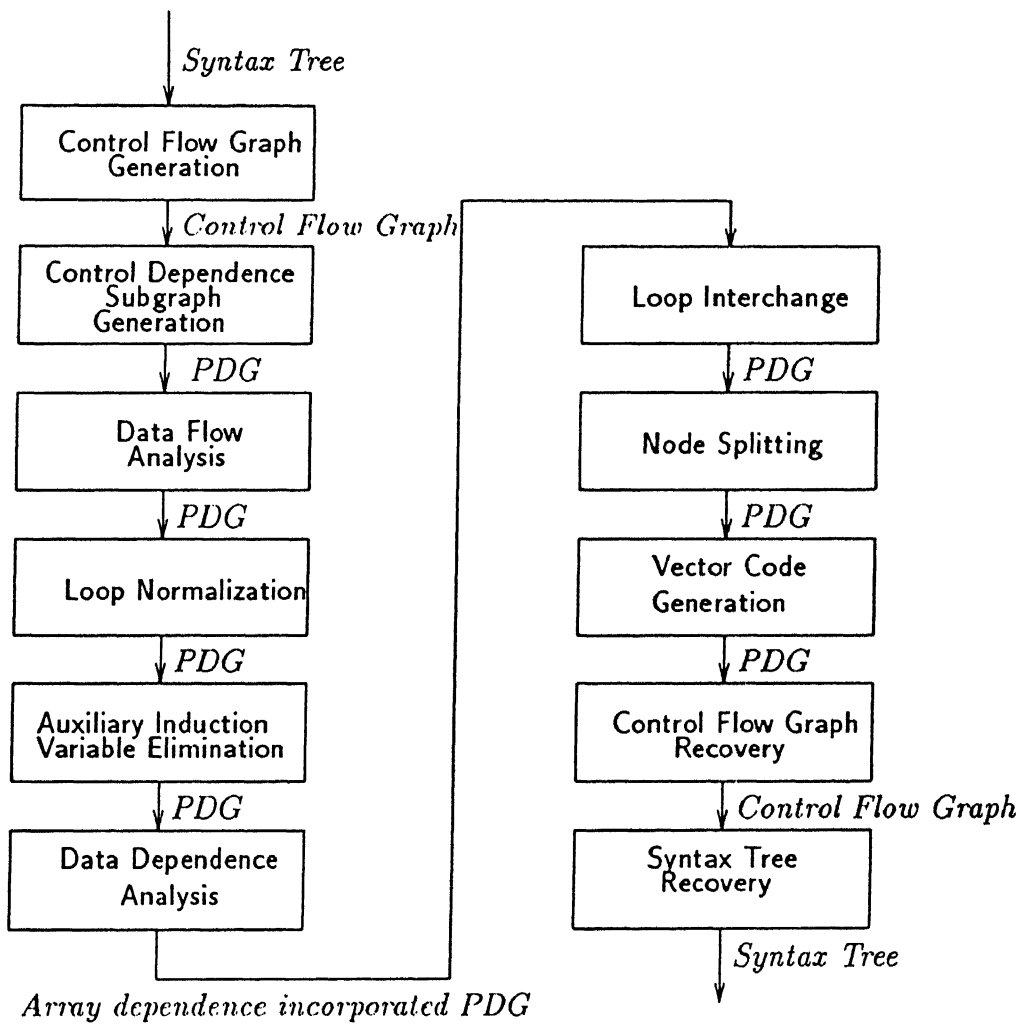 Syntax Tree
Control Flow Graph
Generation
Control Flow Graph
Control Dependence
Subgraph
Generation
PDG
Data Flow
Analysis
PDG
Loop Normalization
PDG
Auxiliary Induction
Variable Elimination
PDG
Data Dependence
Analysis
Array dependence incorporated PDG
Loop Interchange
PDG
Node Splitting
PDG
Vector Code
Generation
PDG
Control Flow Graph
Recovery
Control Flow Graph
Syntax Tree
Recovery
Syntax Tree